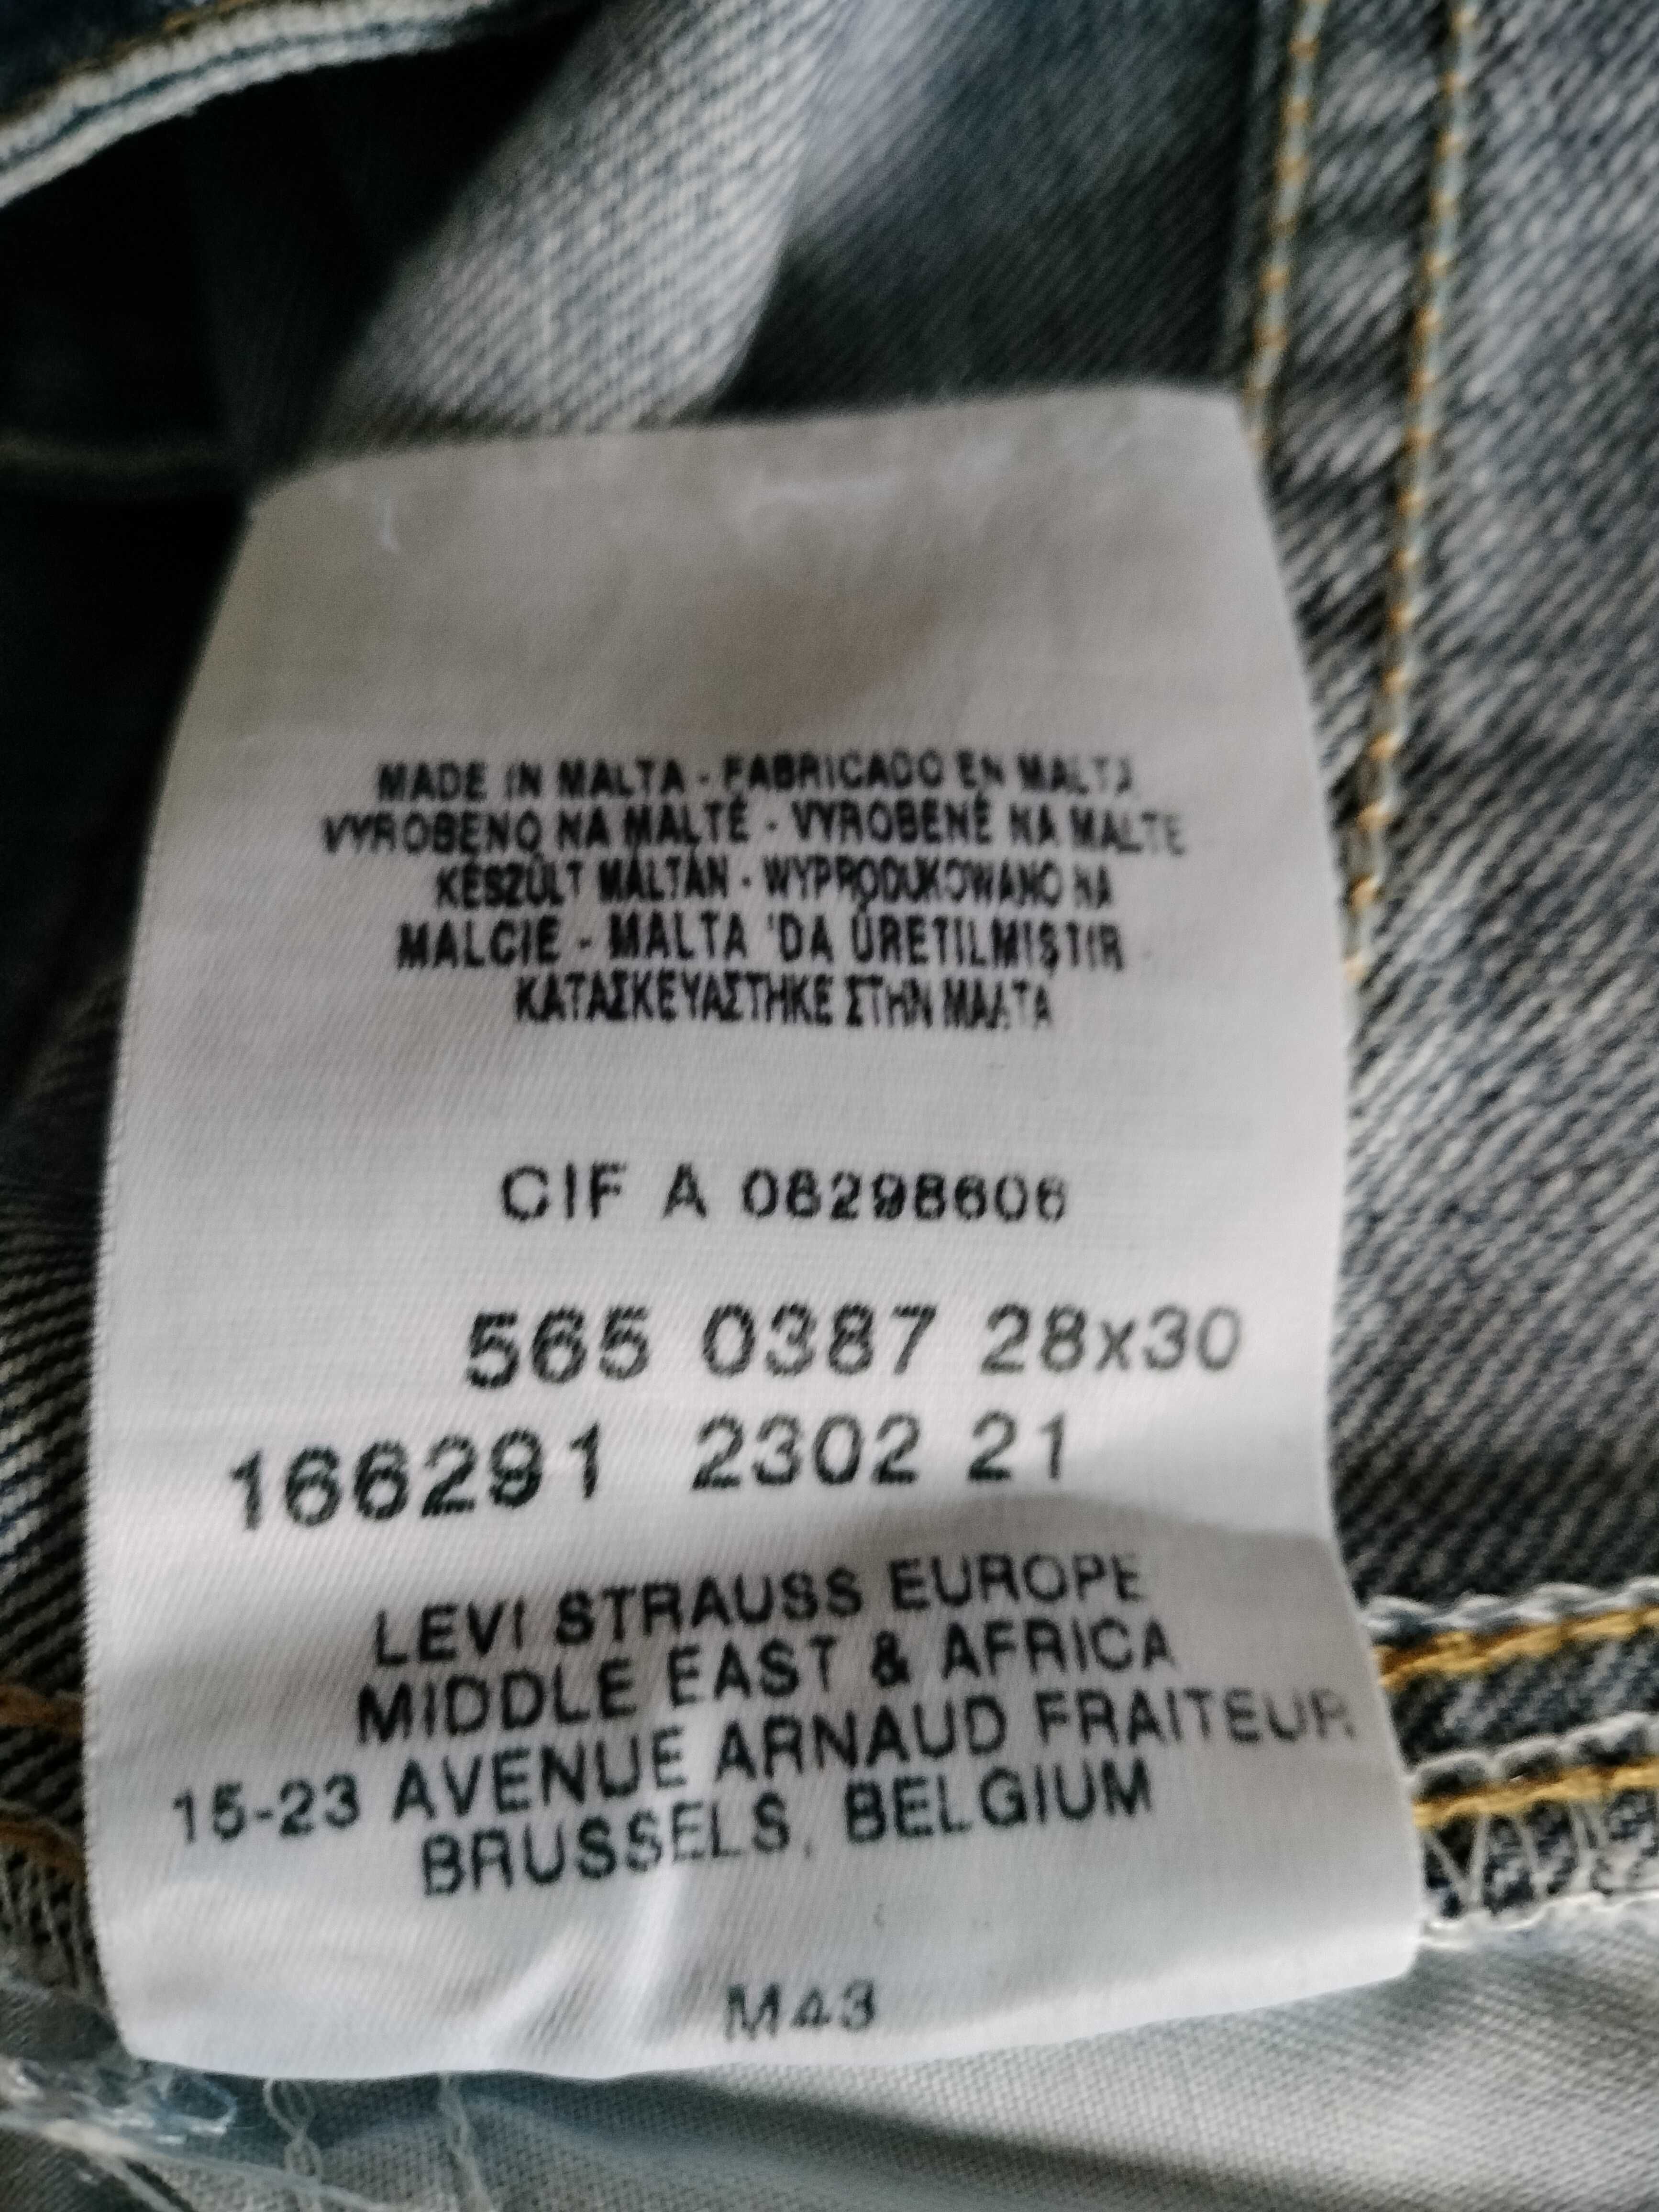 MADE IN MALTA - FABRICADO EN MALTA
VYROBENO NA MALTĚ - VYROBENÉ NA MALTE
KÉSZÜLT MÁLTÁN - WYPRODUKOWANO NA
MALCIE - MALTA 'DA ÜRETILMIŞTIR
ΚΑΤΑΣΚΕΥΑΣΤΗΚΕ ΣΤΗΝ ΜΑΛΤΑ
CIF A 08298606
565 0387 28x30
166291 2302 21
LEVI STRAUSS EUROPE
MIDDLE EAST & AFRICA
15-23 AVENUE ARNAUD FRAITEUR
BRUSSELS, BELGIUM
M43